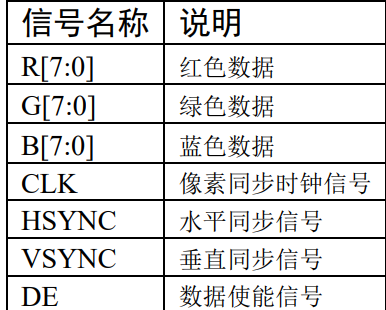 信号名称 说明
R[7:0] 红色数据
G[7:0] 绿色数据
B[7:0] 蓝色数据
CLK 像素同步时钟信号
HSYNC 水平同步信号
VSYNC 垂直同步信号
DE 数据使能信号